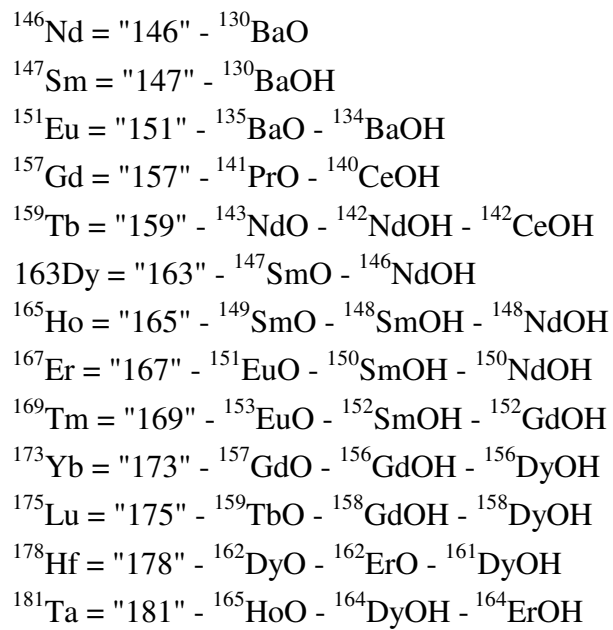 ¹⁴⁶Nd = "146" - ¹³⁰BaO
¹⁴⁷Sm = "147" - ¹³⁰BaOH
¹⁵¹Eu = "151" - ¹³⁵BaO - ¹³⁴BaOH
¹⁵⁷Gd = "157" - ¹⁴¹PrO - ¹⁴⁰CeOH
¹⁵⁹Tb = "159" - ¹⁴³NdO - ¹⁴²NdOH - ¹⁴²CeOH
163Dy = "163" - ¹⁴⁷SmO - ¹⁴⁶NdOH
¹⁶⁵Ho = "165" - ¹⁴⁹SmO - ¹⁴⁸SmOH - ¹⁴⁸NdOH
¹⁶⁷Er = "167" - ¹⁵¹EuO - ¹⁵⁰SmOH - ¹⁵⁰NdOH
¹⁶⁹Tm = "169" - ¹⁵³EuO - ¹⁵²SmOH - ¹⁵²GdOH
¹⁷³Yb = "173" - ¹⁵⁷GdO - ¹⁵⁶GdOH - ¹⁵⁶DyOH
¹⁷⁵Lu = "175" - ¹⁵⁹TbO - ¹⁵⁸GdOH - ¹⁵⁸DyOH
¹⁷⁸Hf = "178" - ¹⁶²DyO - ¹⁶²ErO - ¹⁶¹DyOH
¹⁸¹Ta = "181" - ¹⁶⁵HoO - ¹⁶⁴DyOH - ¹⁶⁴ErOH